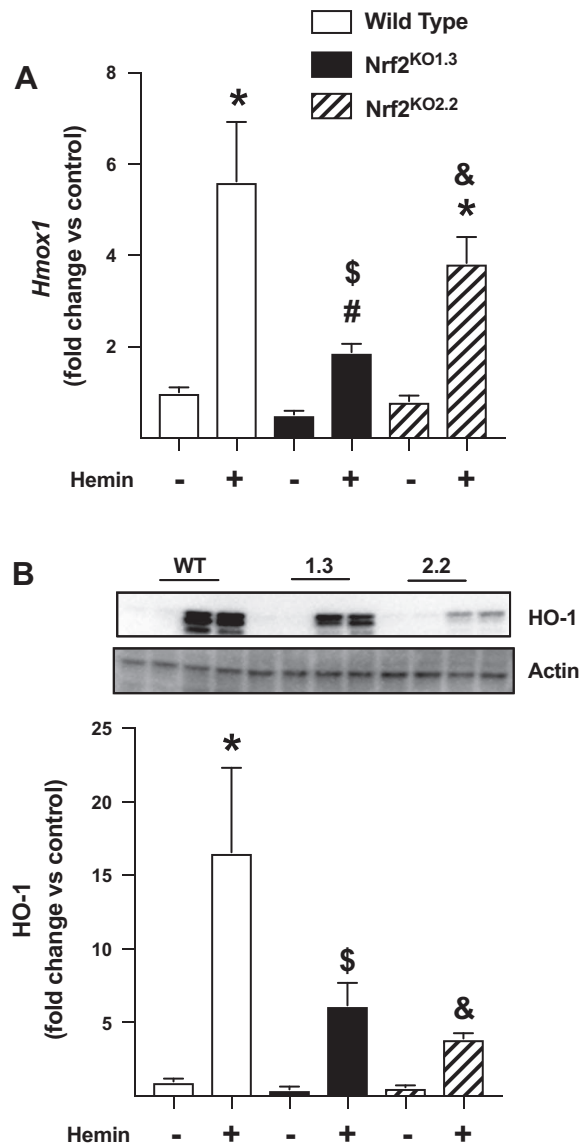 Wild Type
Nrf2KO1.3
Nrf2KO2.2
A
Hmox1
(fold change vs control)
8
6
4
2
*
$
#
&
*
Hemin - + - + - +
B
WT 1.3 2.2
HO-1
Actin
HO-1
(fold change vs control)
25
20
15
10
5
*
$
&
Hemin - + - + - +